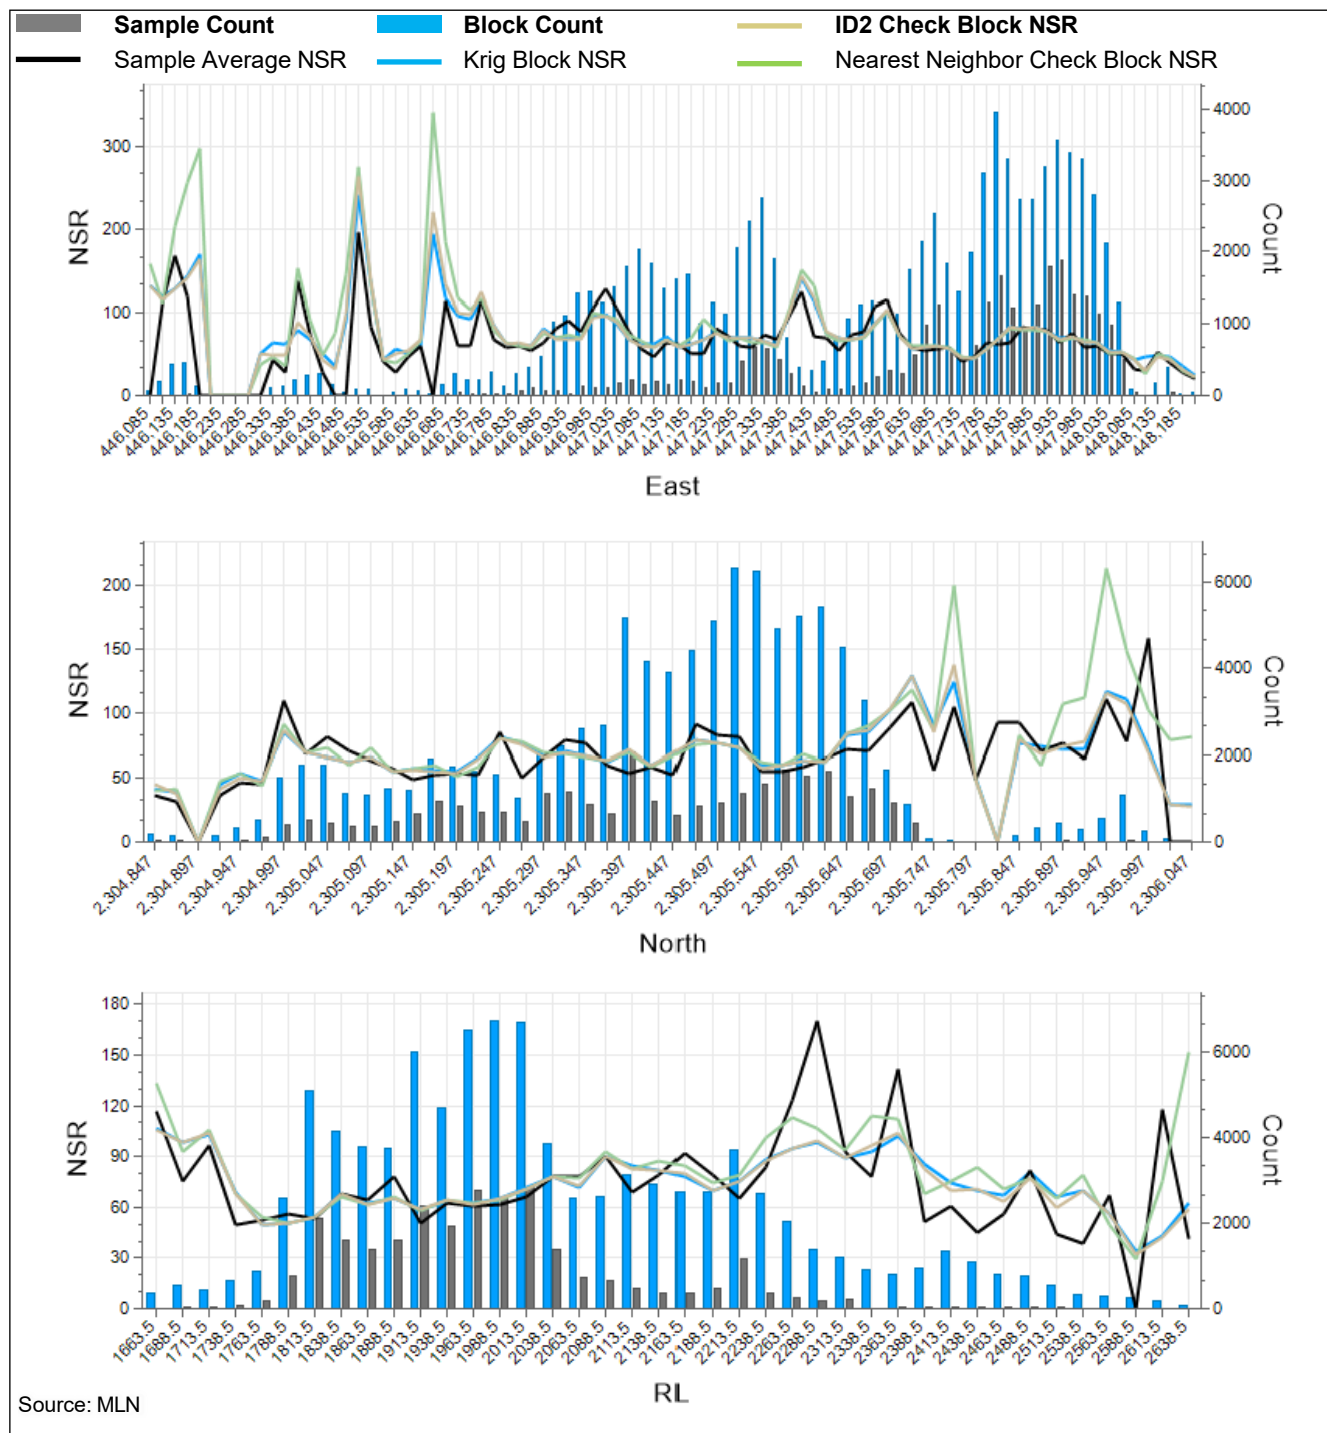 Sample Count Block Count ID2 Check Block NSR
Sample Average NSR Krig Block NSR Nearest Neighbor Check Block NSR
NSR
300
200
100
0
Count
4000
3000
2000
1000
0
446,085 446,135 446,185 446,235 446,285 446,335 446,385 446,435 446,485 446,535 446,585 446,635 446,685 446,735 446,785 446,835 446,885 446,935 446,985 447,035 447,085 447,135 447,185 447,235 447,285 447,335 447,385 447,435 447,485 447,535 447,585 447,635 447,685 447,735 447,785 447,835 447,885 447,935 447,985 448,035 448,085 448,135 448,185
East
NSR
200
150
100
50
0
Count
6000
4000
2000
0
2,304,847 2,304,897 2,304,947 2,304,997 2,305,047 2,305,097 2,305,147 2,305,197 2,305,247 2,305,297 2,305,347 2,305,397 2,305,447 2,305,497 2,305,547 2,305,597 2,305,647 2,305,697 2,305,747 2,305,797 2,305,847 2,305,897 2,305,947 2,305,997 2,306,047
North
NSR
180
150
120
90
60
30
0
Count
6000
4000
2000
0
1663.5 1688.5 1713.5 1738.5 1763.5 1788.5 1813.5 1838.5 1863.5 1888.5 1913.5 1938.5 1963.5 1988.5 2013.5 2038.5 2063.5 2088.5 2113.5 2138.5 2163.5 2188.5 2213.5 2238.5 2263.5 2288.5 2313.5 2338.5 2363.5 2388.5 2413.5 2438.5 2463.5 2498.5 2513.5 2538.5 2563.5 2588.5 2613.5 2638.5
RL
Source: MLN